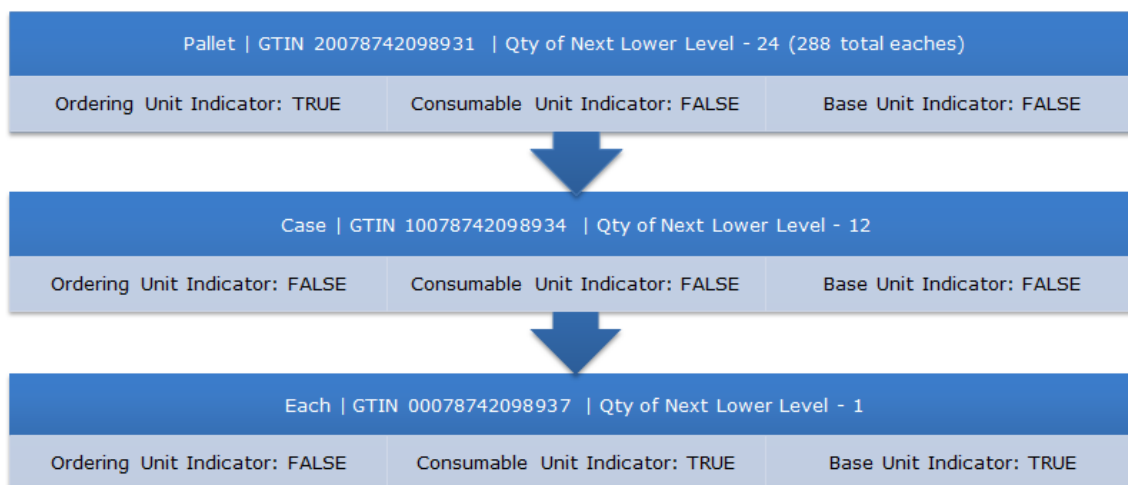 Pallet | GTIN 20078742098931 | Qty of Next Lower Level - 24 (288 total eaches)
Ordering Unit Indicator: TRUE Consumable Unit Indicator: FALSE Base Unit Indicator: FALSE
Case | GTIN 10078742098934 | Qty of Next Lower Level - 12
Ordering Unit Indicator: FALSE Consumable Unit Indicator: FALSE Base Unit Indicator: FALSE
Each | GTIN 00078742098937 | Qty of Next Lower Level - 1
Ordering Unit Indicator: FALSE Consumable Unit Indicator: TRUE Base Unit Indicator: TRUE